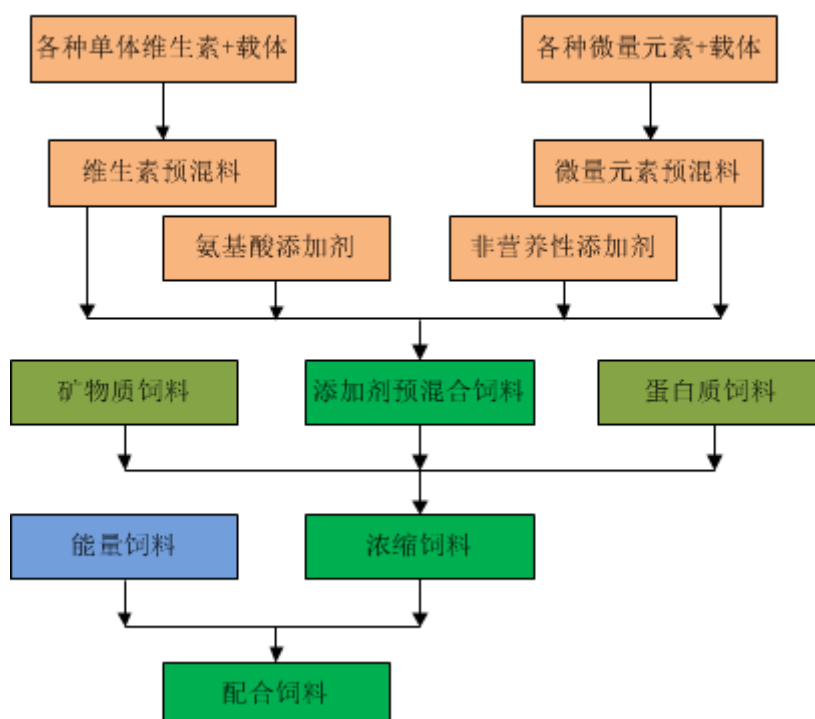 各种单体维生素+载体
各种微量元素+载体
维生素预混料
微量元素预混料
氨基酸添加剂
非营养性添加剂
矿物质饲料
添加剂预混合饲料
蛋白质饲料
能量饲料
浓缩饲料
配合饲料